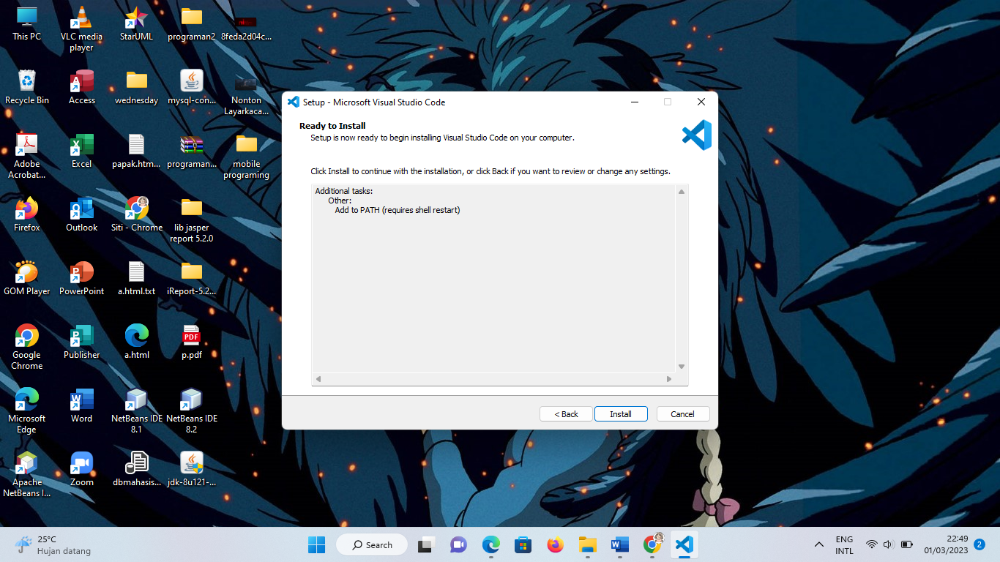 This PC
VLC media
player
StarUML
programan2
8feda2d04c...
Recycle Bin
Access
wednesday
mysql-con...
Nonton
Layarkaca...
Adobe
Acrobat...
Excel
papak.htm...
programan...
mobile
programing
Firefox
Outlook
Siti - Chrome
lib jasper
report 5.2.0
GOM Player
PowerPoint
a.html.txt
iReport-5.2...
Google
Chrome
Publisher
a.html
PDF
p.pdf
Microsoft
Edge
Word
NetBeans IDE
8.1
NetBeans IDE
8.2
Apache
NetBeans I...
Zoom
dbmahasis...
jdk-8u121-...
Setup - Microsoft Visual Studio Code
Ready to Install
Setup is now ready to begin installing Visual Studio Code on your computer.
Click Install to continue with the installation, or click Back if you want to review or change any settings.
Additional tasks:
Other:
Add to PATH (requires shell restart)
< Back
Install
Cancel
25°C
Hujan datang
Search
ENG
INTL
22:49
01/03/2023
2